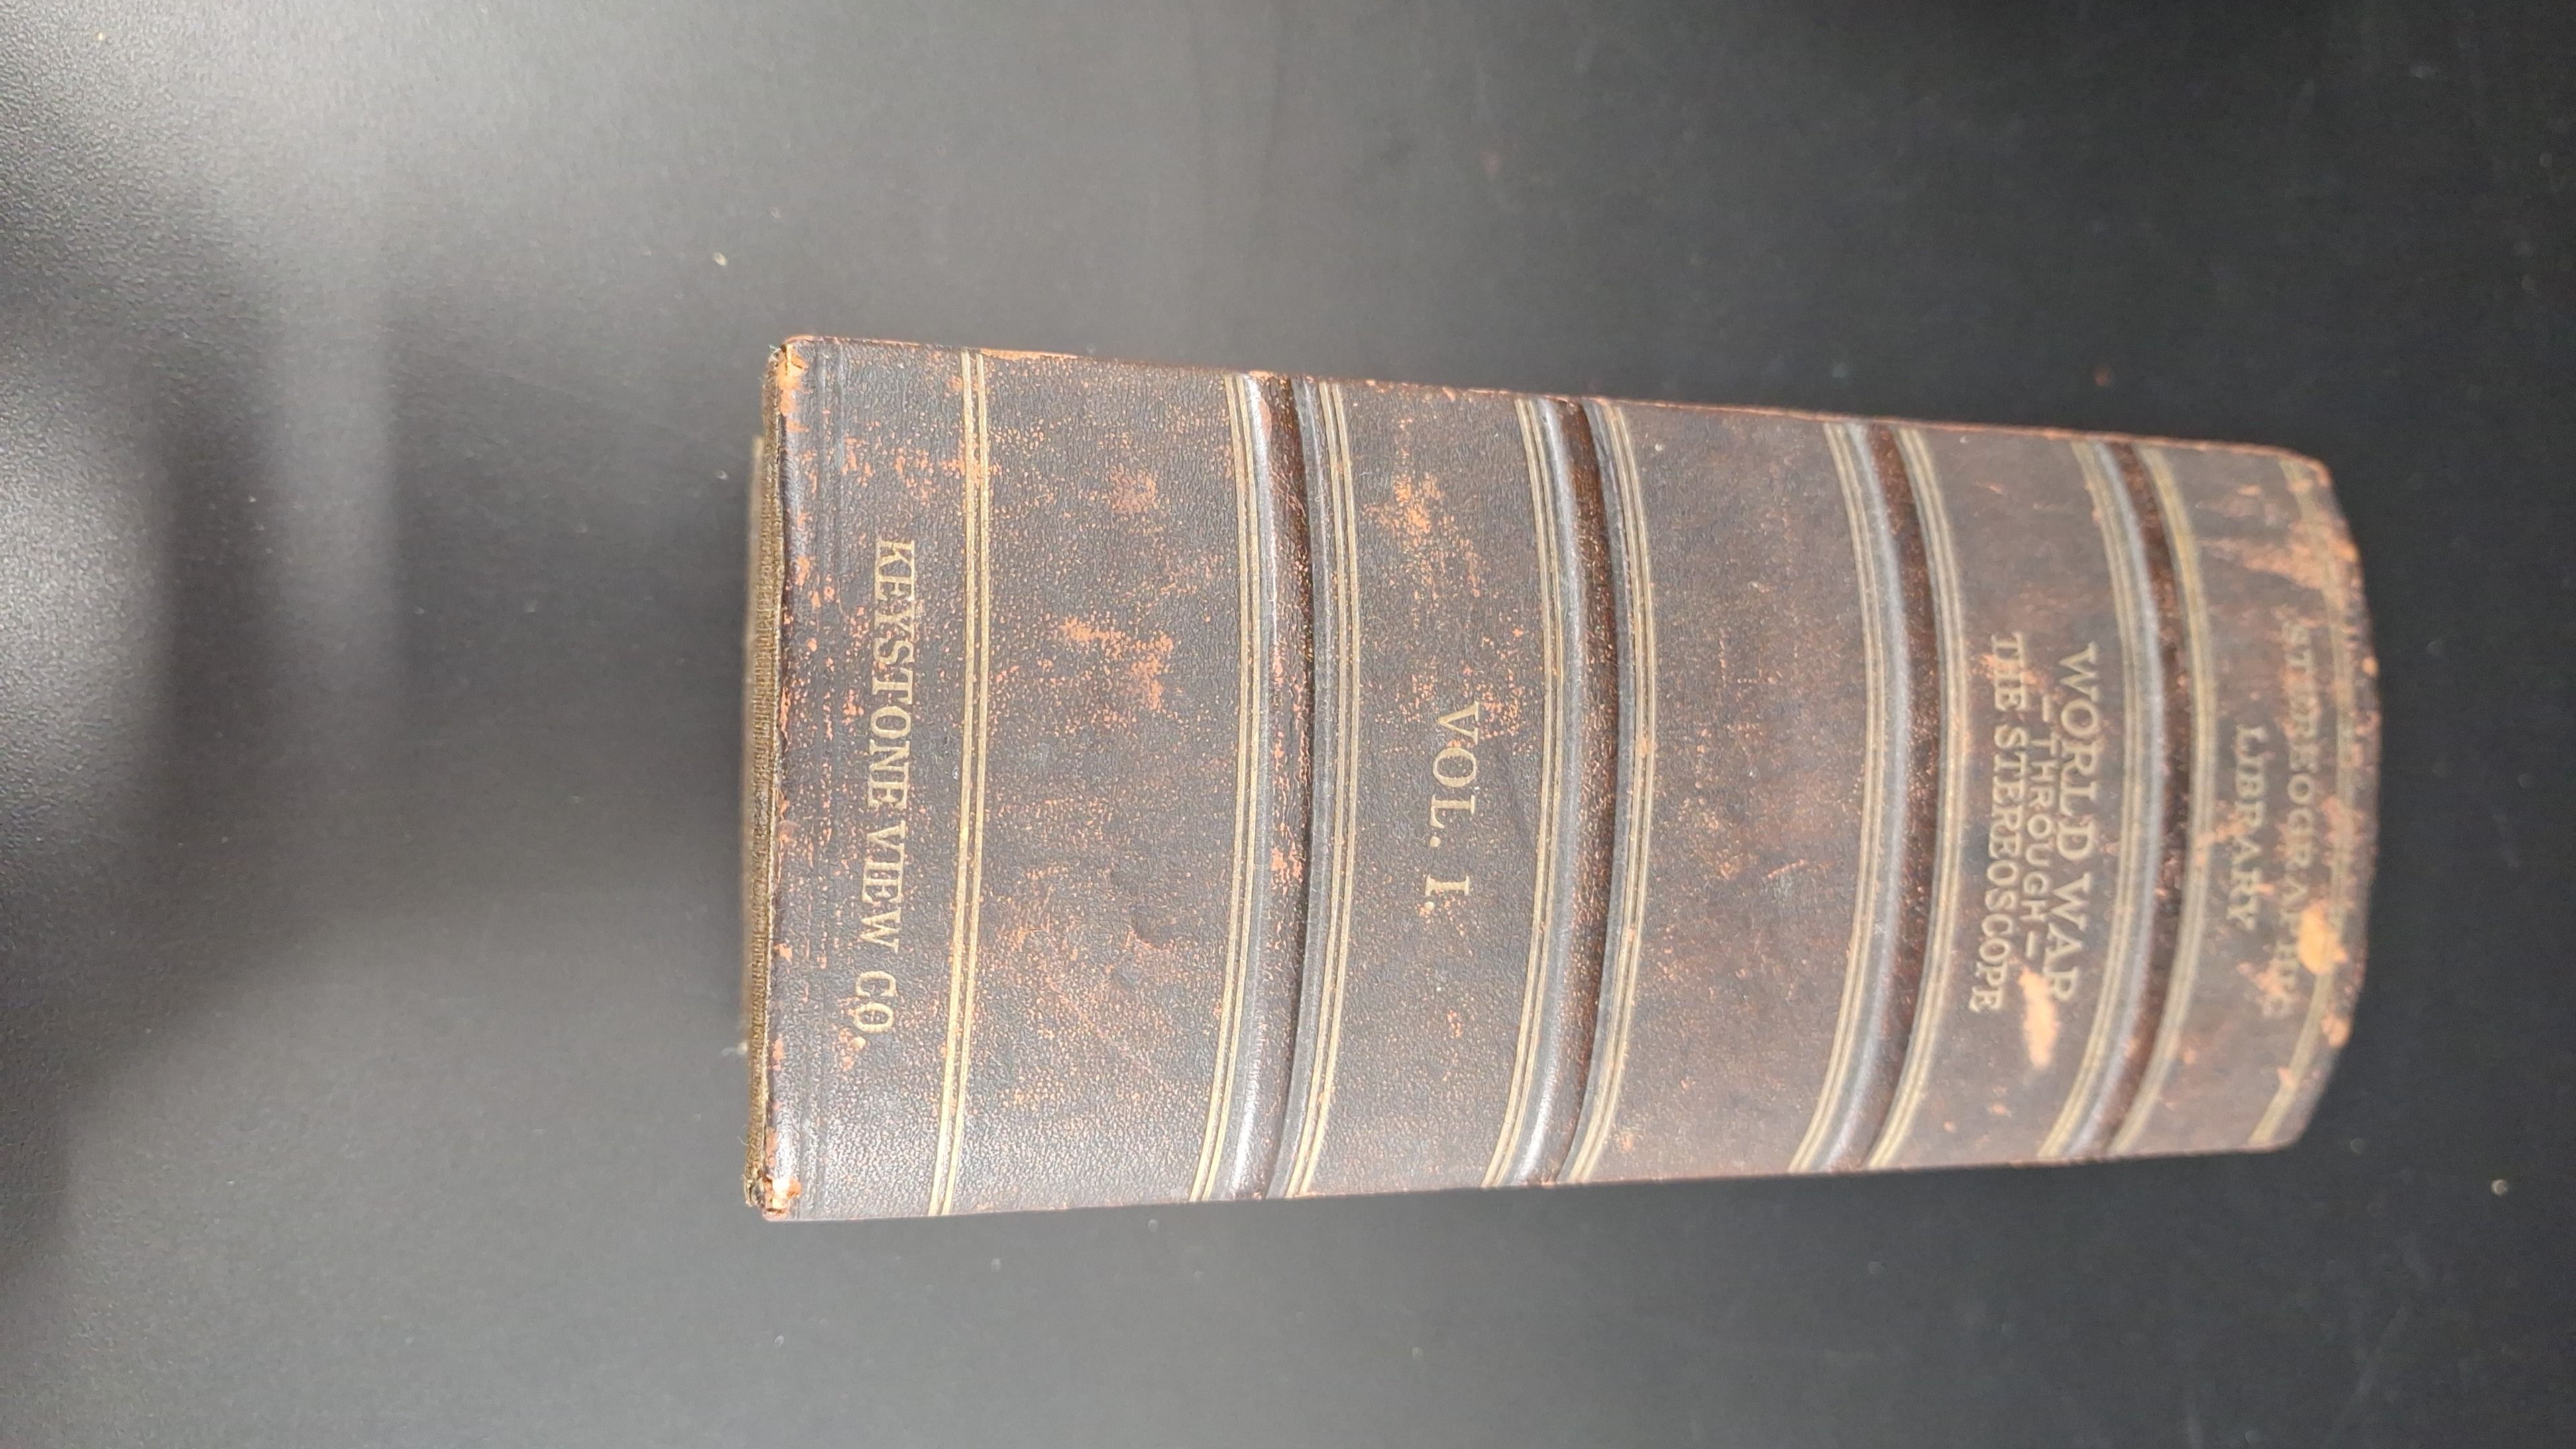 STEREOGRAPHIC
LIBRARY
WORLD WAR
— THROUGH —
THE STEREOSCOPE
VOL. I.
KEYSTONE VIEW CO.